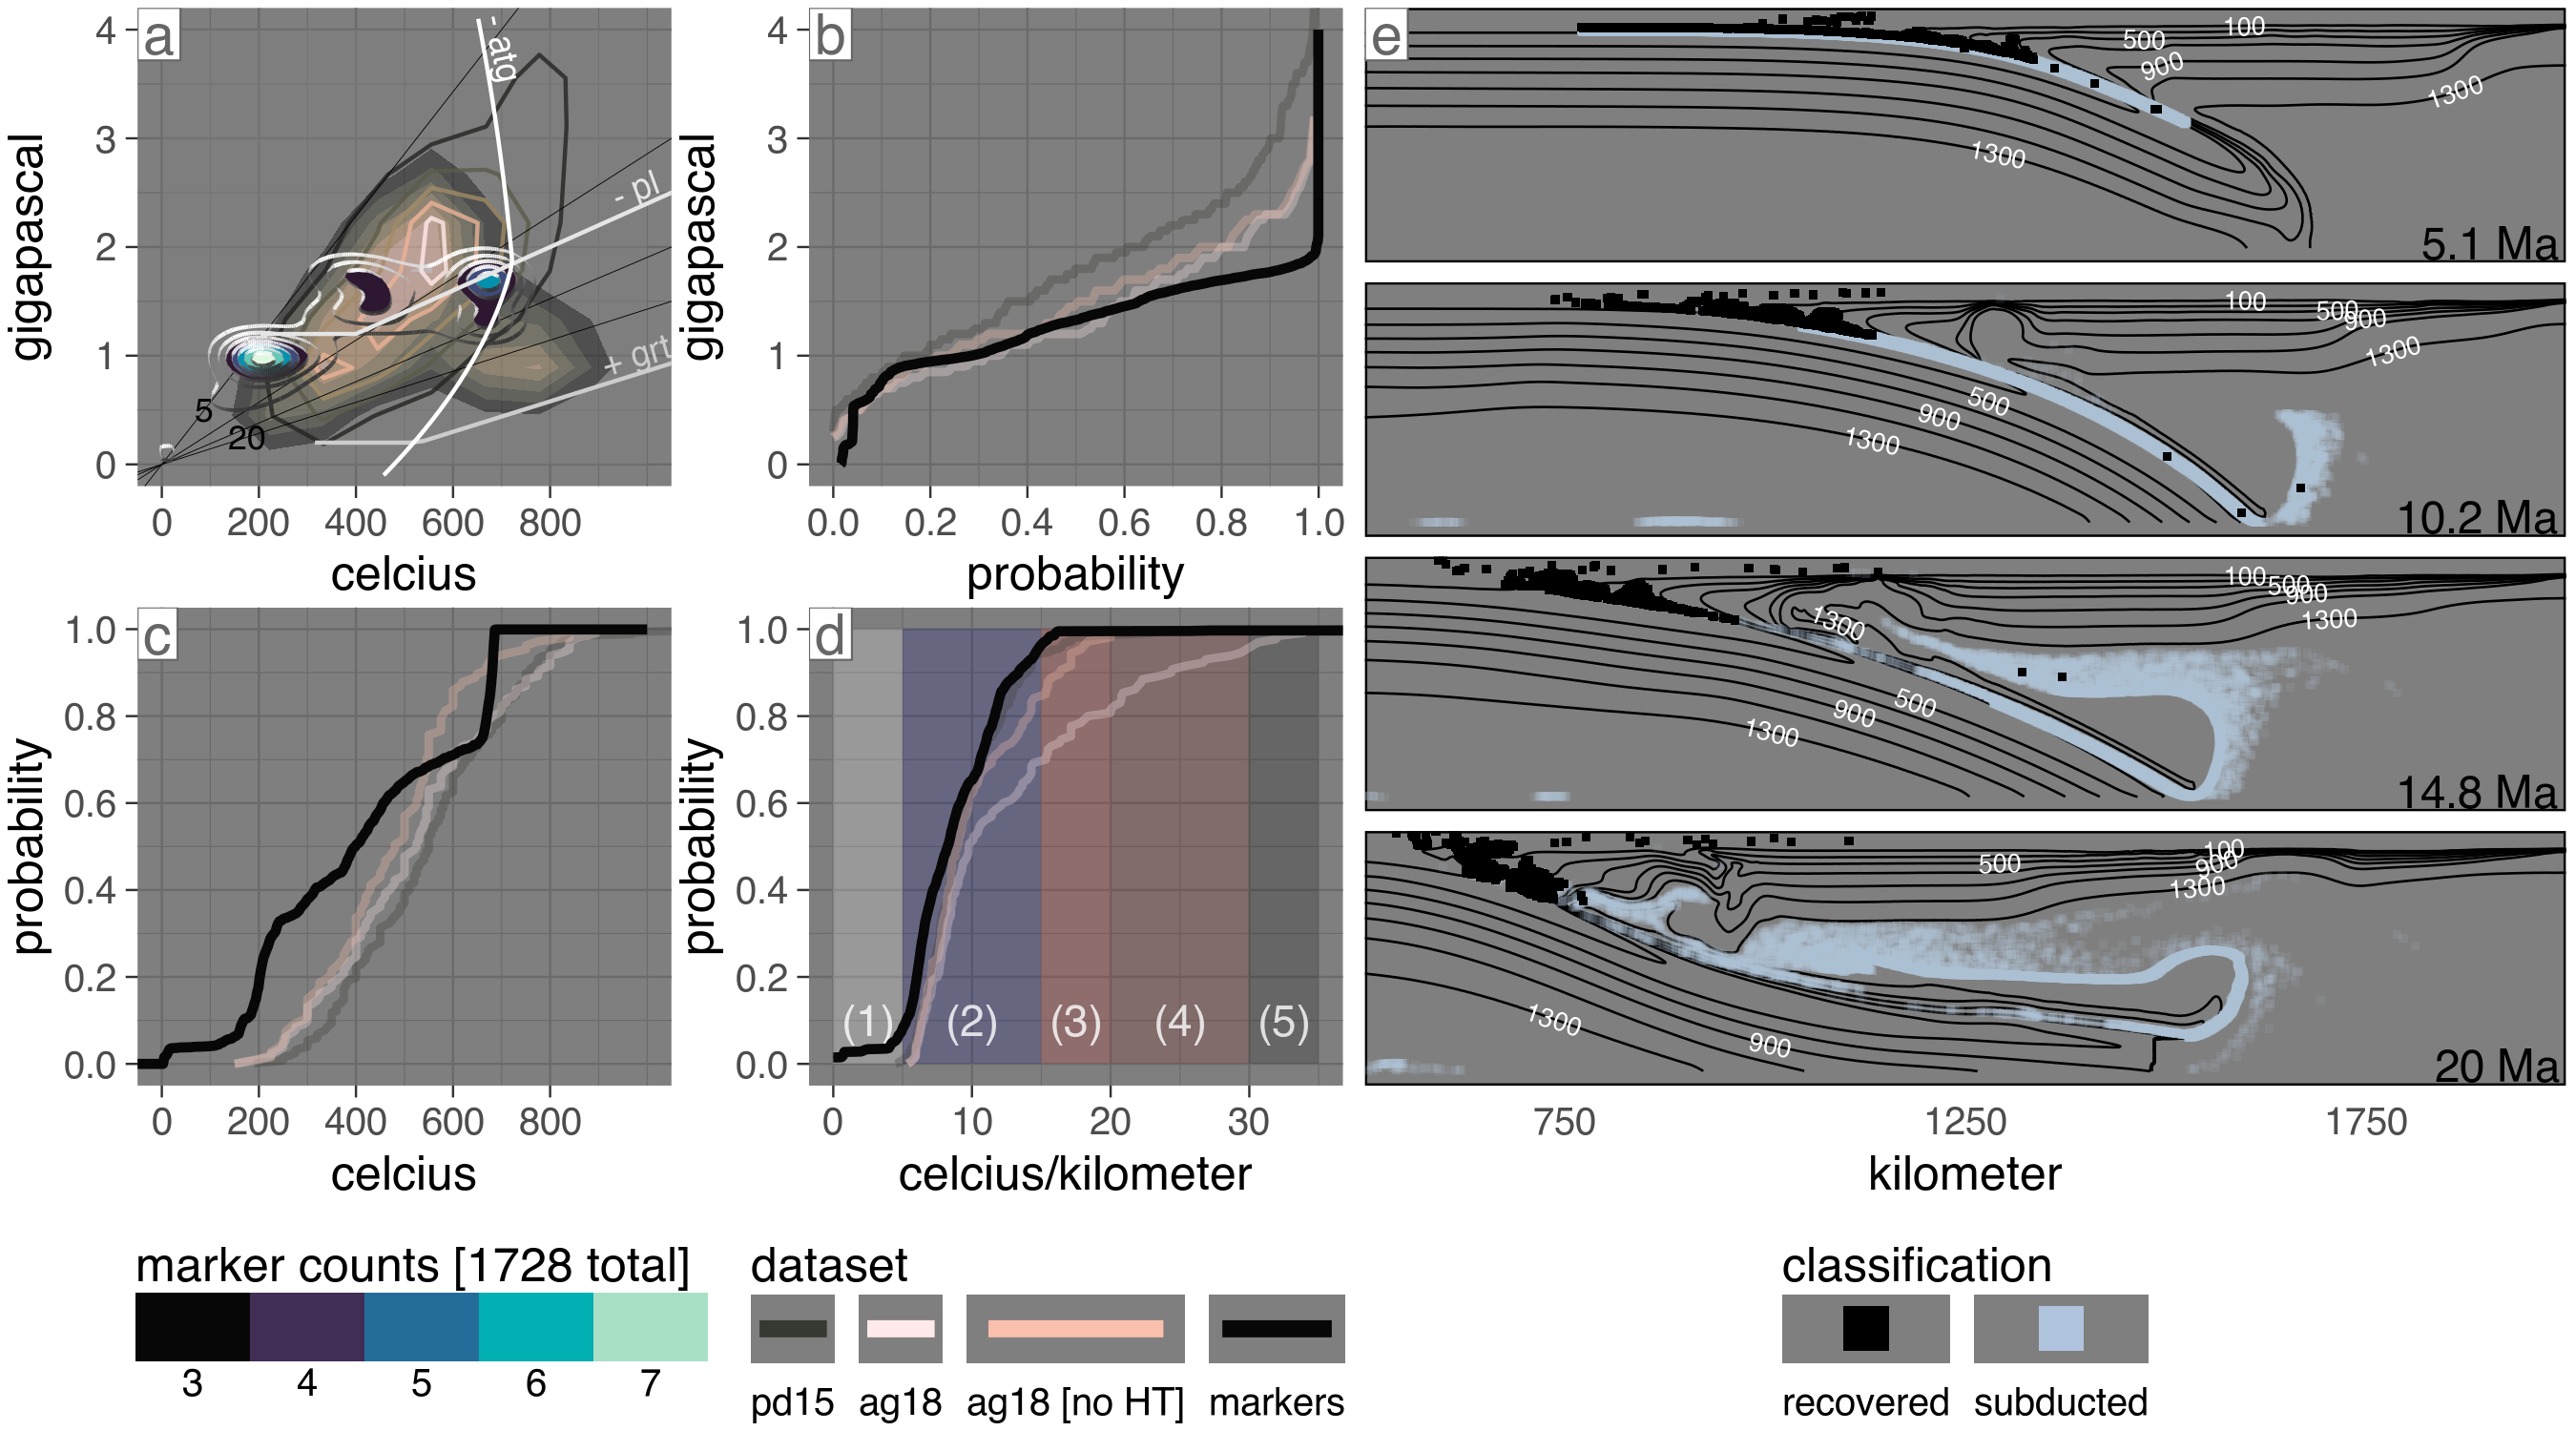 a
4
3
2
1
0
gigapascal
0
200
400
600
800
celcius
- atg
- pl
+ grt
5
20
b
4
3
2
1
0
gigapascal
0.0
0.2
0.4
0.6
0.8
1.0
probability
c
1.0
0.8
0.6
0.4
0.2
0.0
probability
0
200
400
600
800
celcius
d
1.0
0.8
0.6
0.4
0.2
0.0
probability
(1)
(2)
(3)
(4)
(5)
0
10
20
30
celcius/kilometer
e
100
500
900
1300
1300
5.1 Ma
100
500
900
1300
500
900
1300
10.2 Ma
100
500
900
1300
1300
500
900
1300
14.8 Ma
100
500
900
1300
1300
900
20 Ma
750
1250
1750
kilometer
marker counts [1728 total]
3
4
5
6
7
dataset
pd15
ag18
ag18 [no HT]
markers
classification
recovered
subducted